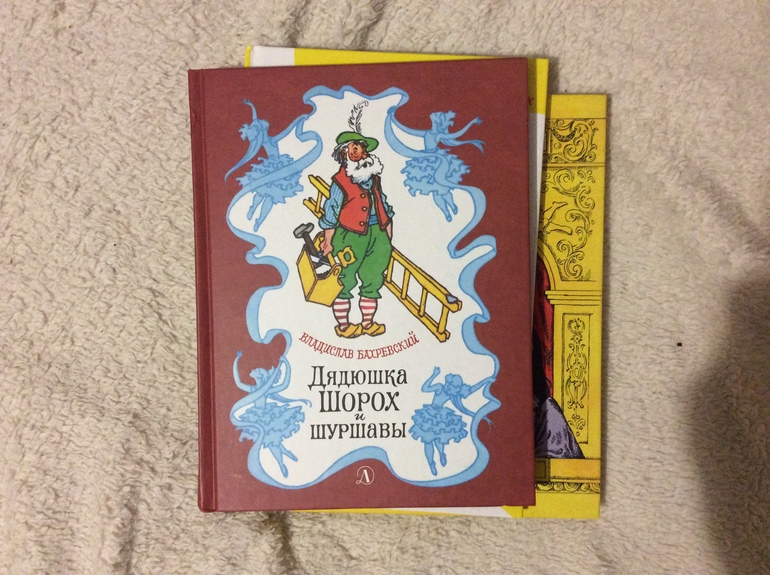 ВЛАДИСЛАВ БАХРЕВСКИЙ
ДЯДЮШКА
ШОРОХ
и
ШУРШАВЫ
Д